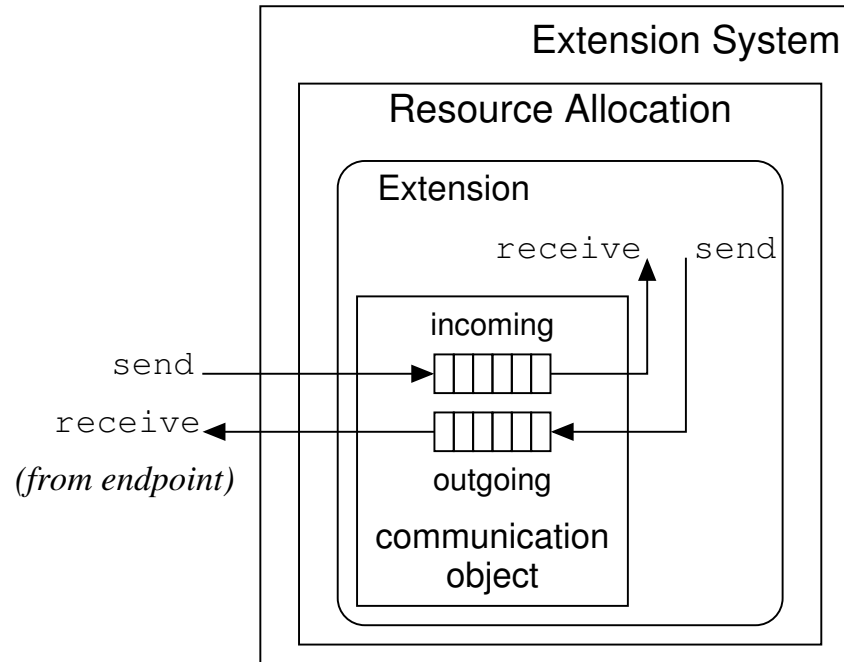 Extension System
Resource Allocation
Extension
receive send
incoming
send
receive
(from endpoint)
outgoing
communication
object